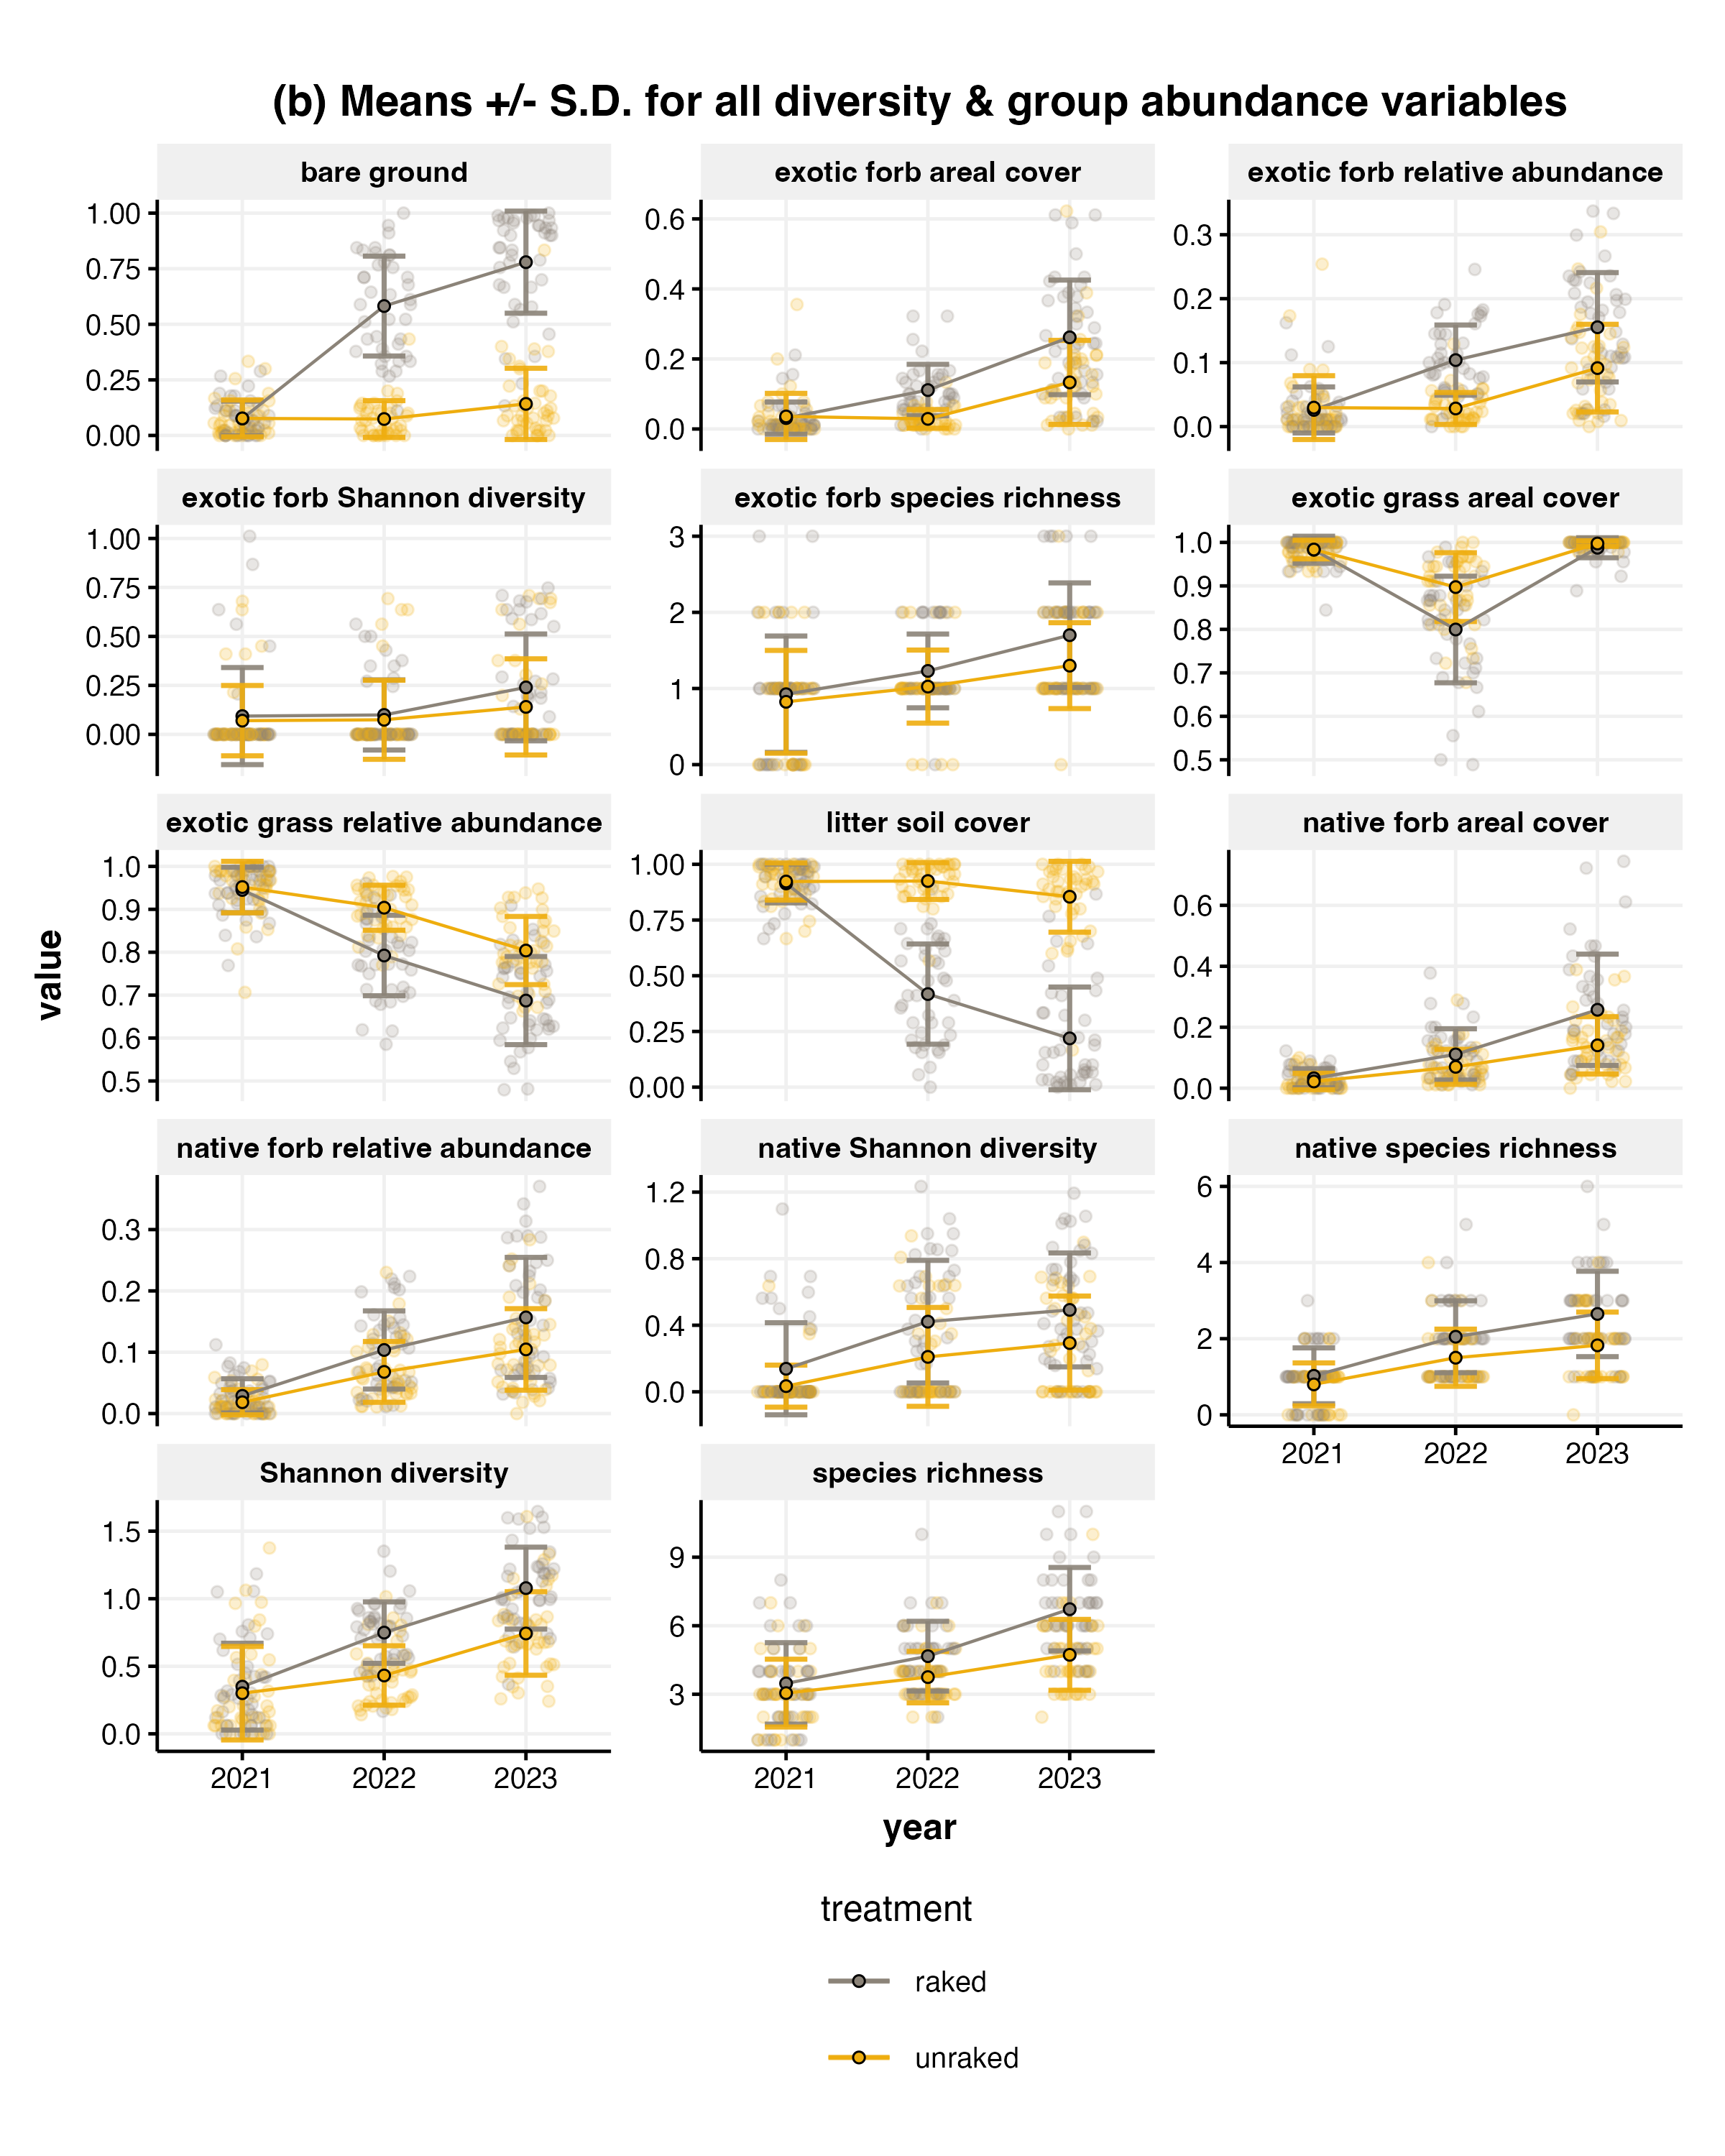 (b) Means +/- S.D. for all diversity & group abundance variables
bare ground
exotic forb areal cover
exotic forb relative abundance
1.00
0.75
0.50
0.25
0.00
0.6
0.4
0.2
0.0
0.3
0.2
0.1
0.0
exotic forb Shannon diversity
exotic forb species richness
exotic grass areal cover
1.00
0.75
0.50
0.25
0.00
3
2
1
0
1.0
0.9
0.8
0.7
0.6
0.5
exotic grass relative abundance
litter soil cover
native forb areal cover
1.0
0.9
0.8
0.7
0.6
0.5
1.00
0.75
0.50
0.25
0.00
0.6
0.4
0.2
0.0
value
native forb relative abundance
native Shannon diversity
native species richness
0.3
0.2
0.1
0.0
1.2
0.8
0.4
0.0
6
4
2
0
2021 2022 2023
Shannon diversity
species richness
1.5
1.0
0.5
0.0
9
6
3
2021 2022 2023
2021 2022 2023
year
treatment
raked
unraked